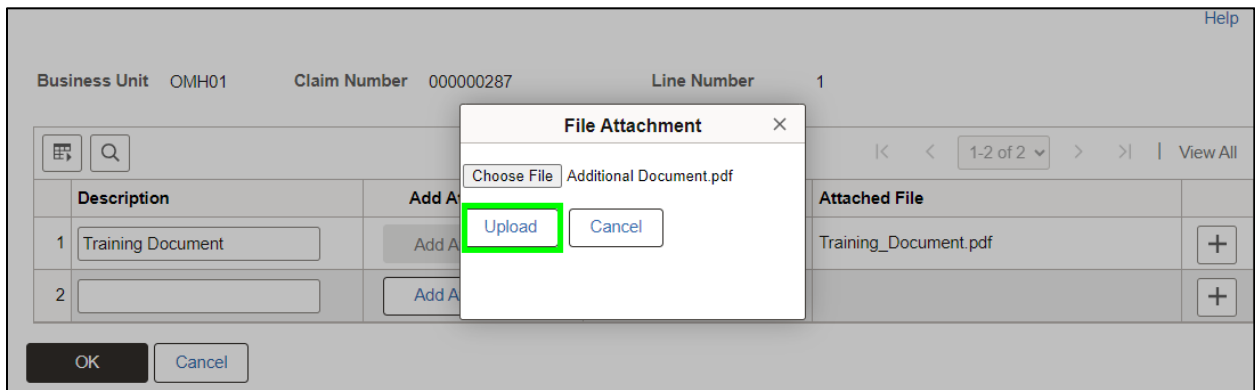 Help
Business Unit OMH01 Claim Number 000000287 Line Number 1
File Attachment
1-2 of 2 | View All
Choose File Additional Document.pdf
Description Add A Attached File
Upload Cancel
1 Training Document Add A Training_Document.pdf
2 Add A
OK Cancel